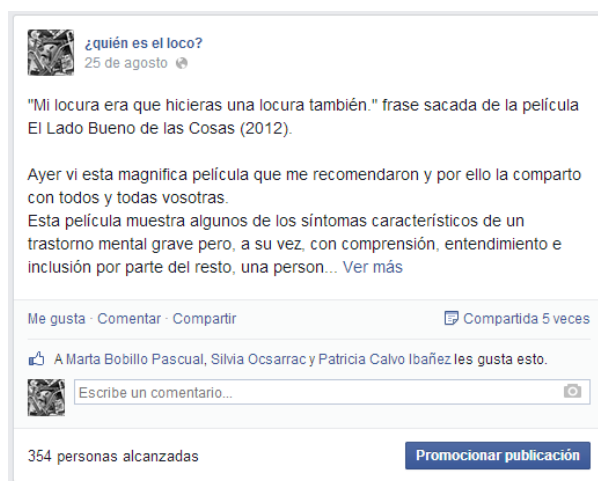 ¿quién es el loco?
25 de agosto
"Mi locura era que hicieras una locura también." frase sacada de la película
El Lado Bueno de las Cosas (2012).
Ayer vi esta magnifica película que me recomendaron y por ello la comparto
con todos y todas vosotras.
Esta película muestra algunos de los síntomas característicos de un
trastorno mental grave pero, a su vez, con comprensión, entendimiento e
inclusión por parte del resto, una person... Ver más
Me gusta · Comentar · Compartir Compartida 5 veces
A Marta Bobillo Pascual, Silvia Ocsarrac y Patricia Calvo Ibañez les gusta esto.
Escribe un comentario...
354 personas alcanzadas Promocionar publicación